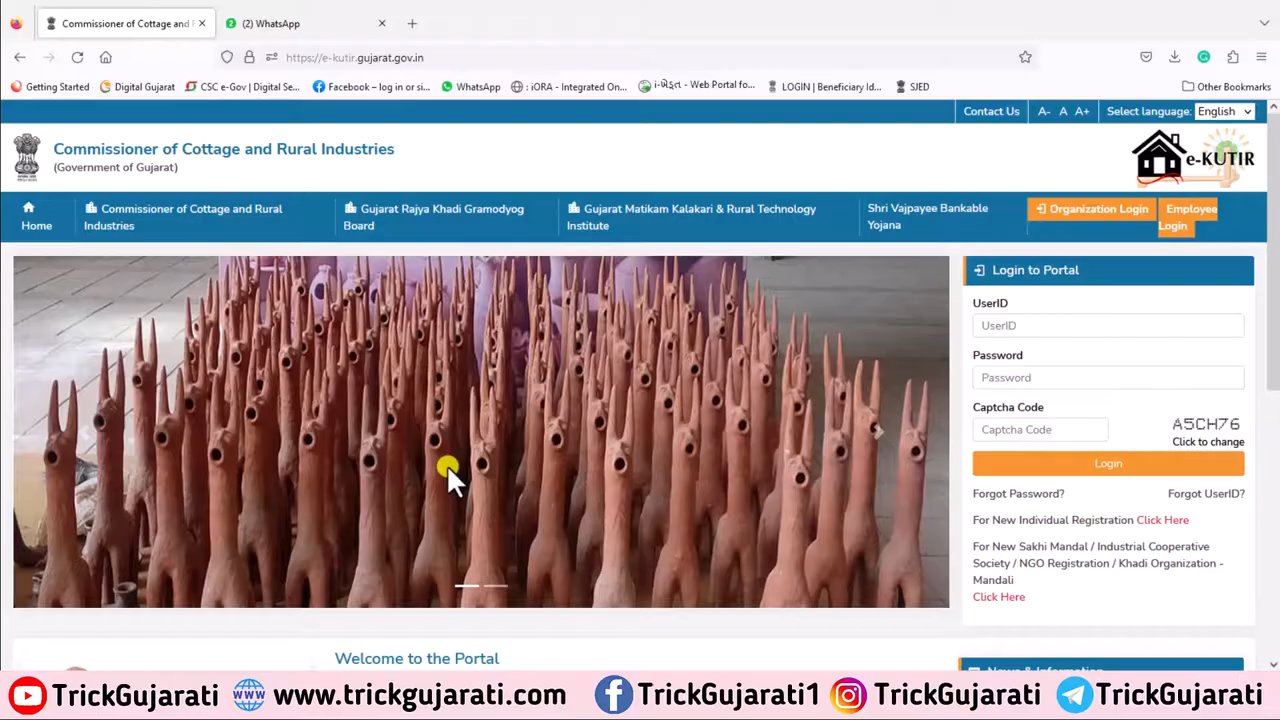 Commissioner of Cottage and
(2) WhatsApp
https://e-kutir.gujarat.gov.in
Getting Started
Digital Gujarat
CSC e-Gov | Digital Se...
Facebook – log in or si...
WhatsApp
: iORA - Integrated On...
i-ખેડૂત - Web Portal fo...
LOGIN | Beneficiary Id...
SJED
Other Bookmarks
Contact Us
A- A A+
Select language: English
Commissioner of Cottage and Rural Industries
(Government of Gujarat)
e-KUTIR
Home
Commissioner of Cottage and Rural
Industries
Gujarat Rajya Khadi Gramodyog
Board
Gujarat Matikam Kalakari & Rural Technology
Institute
Shri Vajpayee Bankable
Yojana
Organization Login
Employee
Login
Login to Portal
UserID
UserID
Password
Password
Captcha Code
Captcha Code
A5CH76
Click to change
Login
Forgot Password?
Forgot UserID?
For New Individual Registration Click Here
For New Sakhi Mandal / Industrial Cooperative
Society / NGO Registration / Khadi Organization -
Mandali
Click Here
Welcome to the Portal
News & Information
TrickGujarati
www.trickgujarati.com
TrickGujarati1
TrickGujarati
TrickGujarati